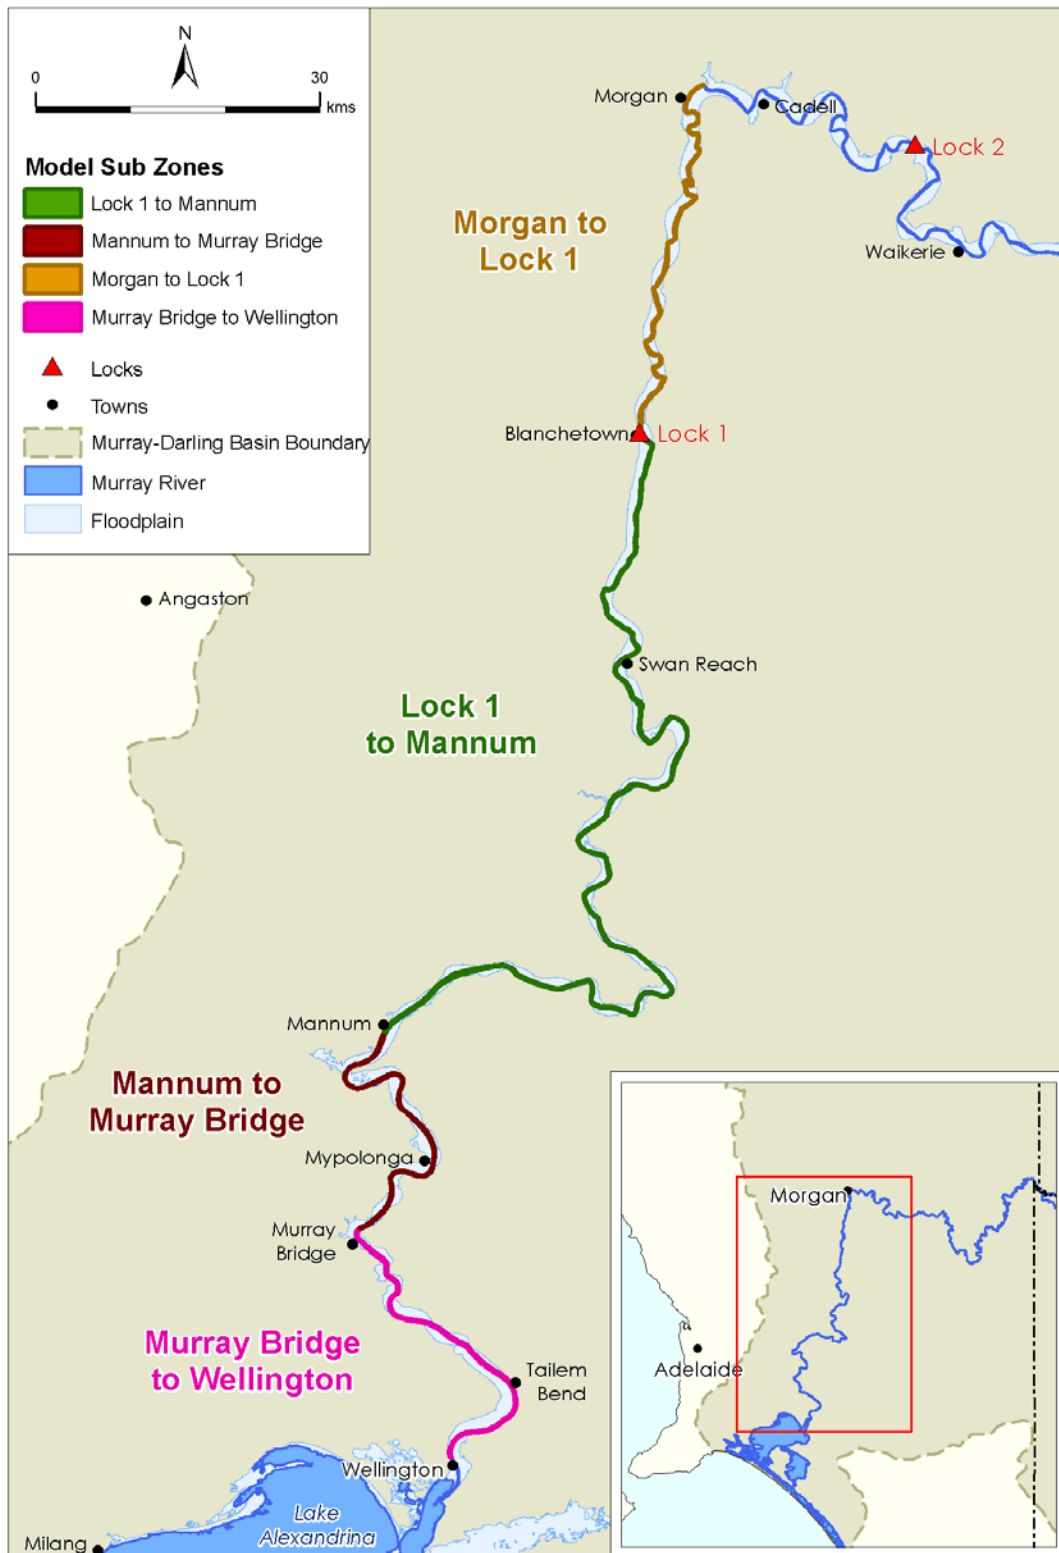 N
0 30
kms
Model Sub Zones
Lock 1 to Mannum
Mannum to Murray Bridge
Morgan to Lock 1
Murray Bridge to Wellington
Locks
Towns
Murray-Darling Basin Boundary
Murray River
Floodplain
Morgan
Cadell
Lock 2
Morgan to
Lock 1
Waikerie
Blanchetown
Lock 1
Angaston
Swan Reach
Lock 1
to Mannum
Mannum
Mannum to
Murray Bridge
Mypolonga
Murray
Bridge
Murray Bridge
to Wellington
Tailem
Bend
Wellington
Lake
Alexandrina
Milang
Morgan
Adelaide